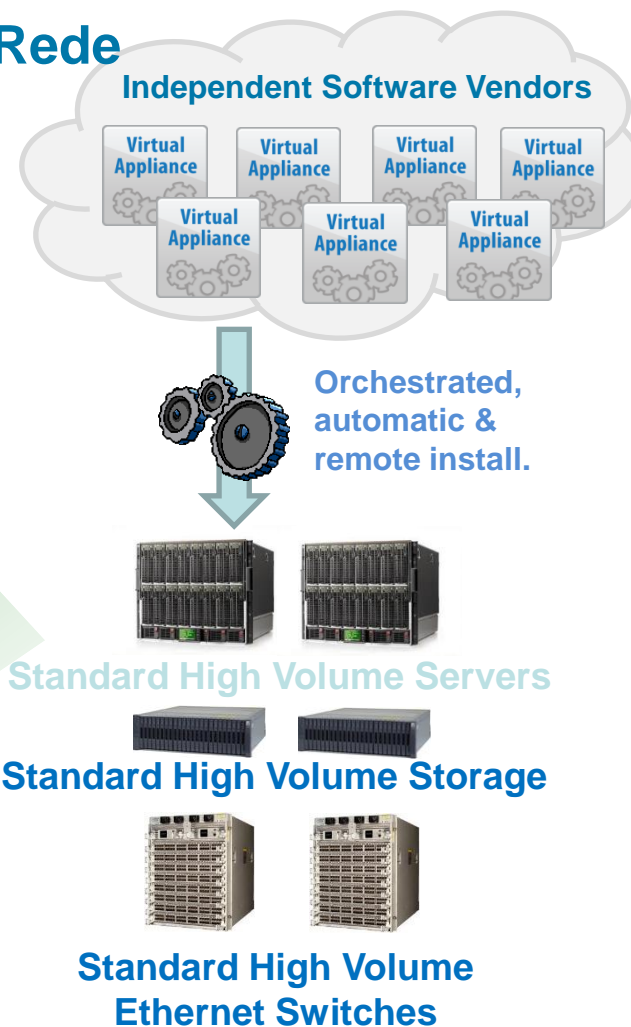 Rede
Independent Software Vendors
Virtual
Appliance
Virtual
Appliance
Virtual
Appliance
Virtual
Appliance
Virtual
Appliance
Virtual
Appliance
Virtual
Appliance
Orchestrated,
automatic &
remote install.
Standard High Volume Servers
Standard High Volume Storage
Standard High Volume
Ethernet Switches